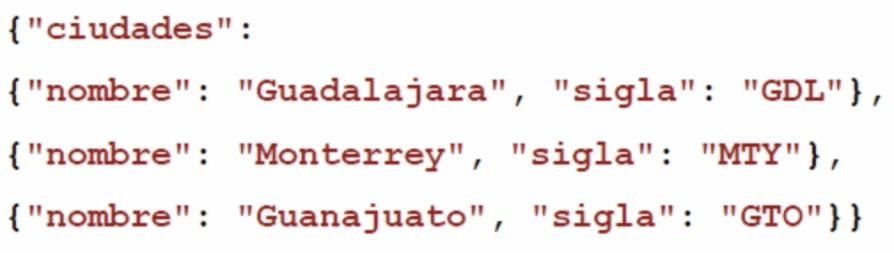 {"ciudades":
{"nombre": "Guadalajara", "sigla": "GDL"},
{"nombre": "Monterrey", "sigla": "MTY"},
{"nombre": "Guanajuato", "sigla": "GTO"}}